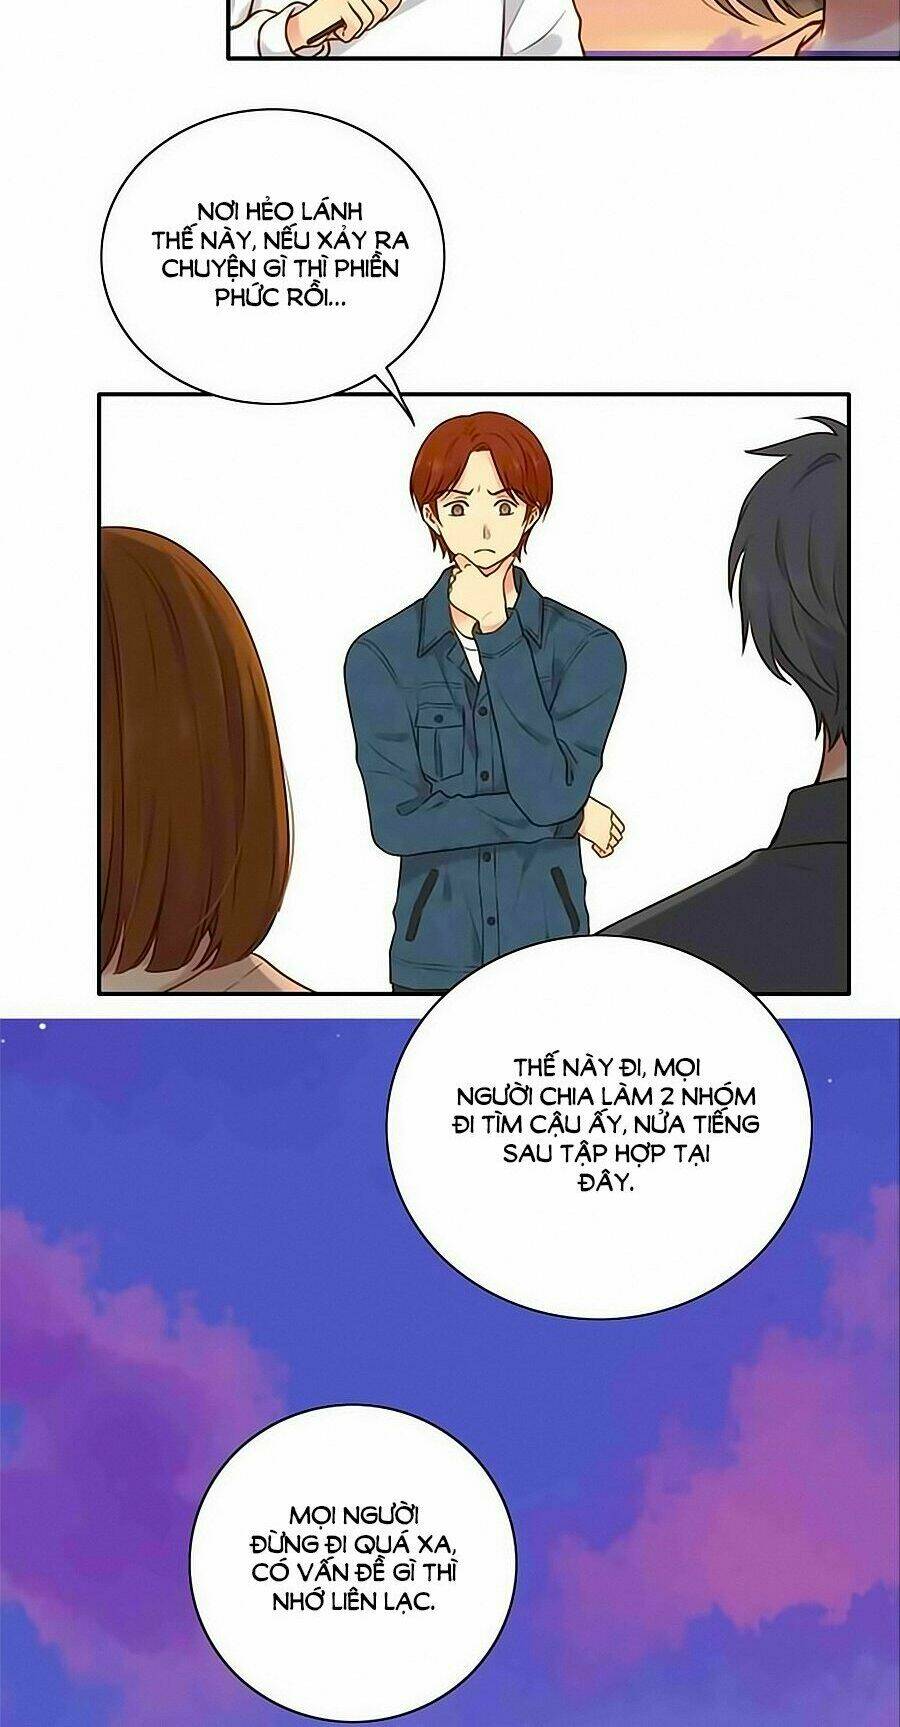 NƠI HẺO LÁNH
THẾ NÀY, NẾU XẢY RA
CHUYỆN GÌ THÌ PHIỀN
PHỨC RỒI...
THẾ NÀY ĐI, MỌI
NGƯỜI CHIA LÀM 2 NHÓM
ĐI TÌM CẬU ẤY, NỬA TIẾNG
SAU TẬP HỢP TẠI
ĐÂY.
MỌI NGƯỜI
ĐỪNG ĐI QUÁ XA,
CÓ VẤN ĐỀ GÌ THÌ
NHỚ LIÊN LẠC.